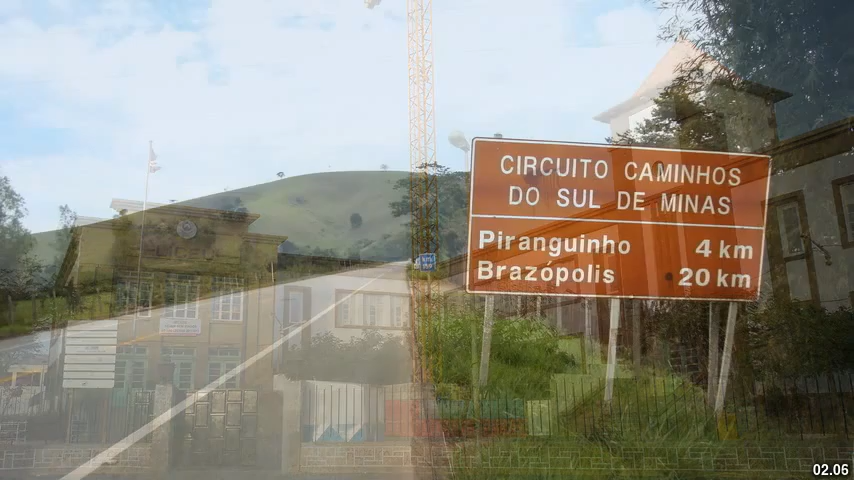 CIRCUITO CAMINHOS
DO SUL DE MINAS
Piranguinho 4 km
Brazópolis 20 km
02.06